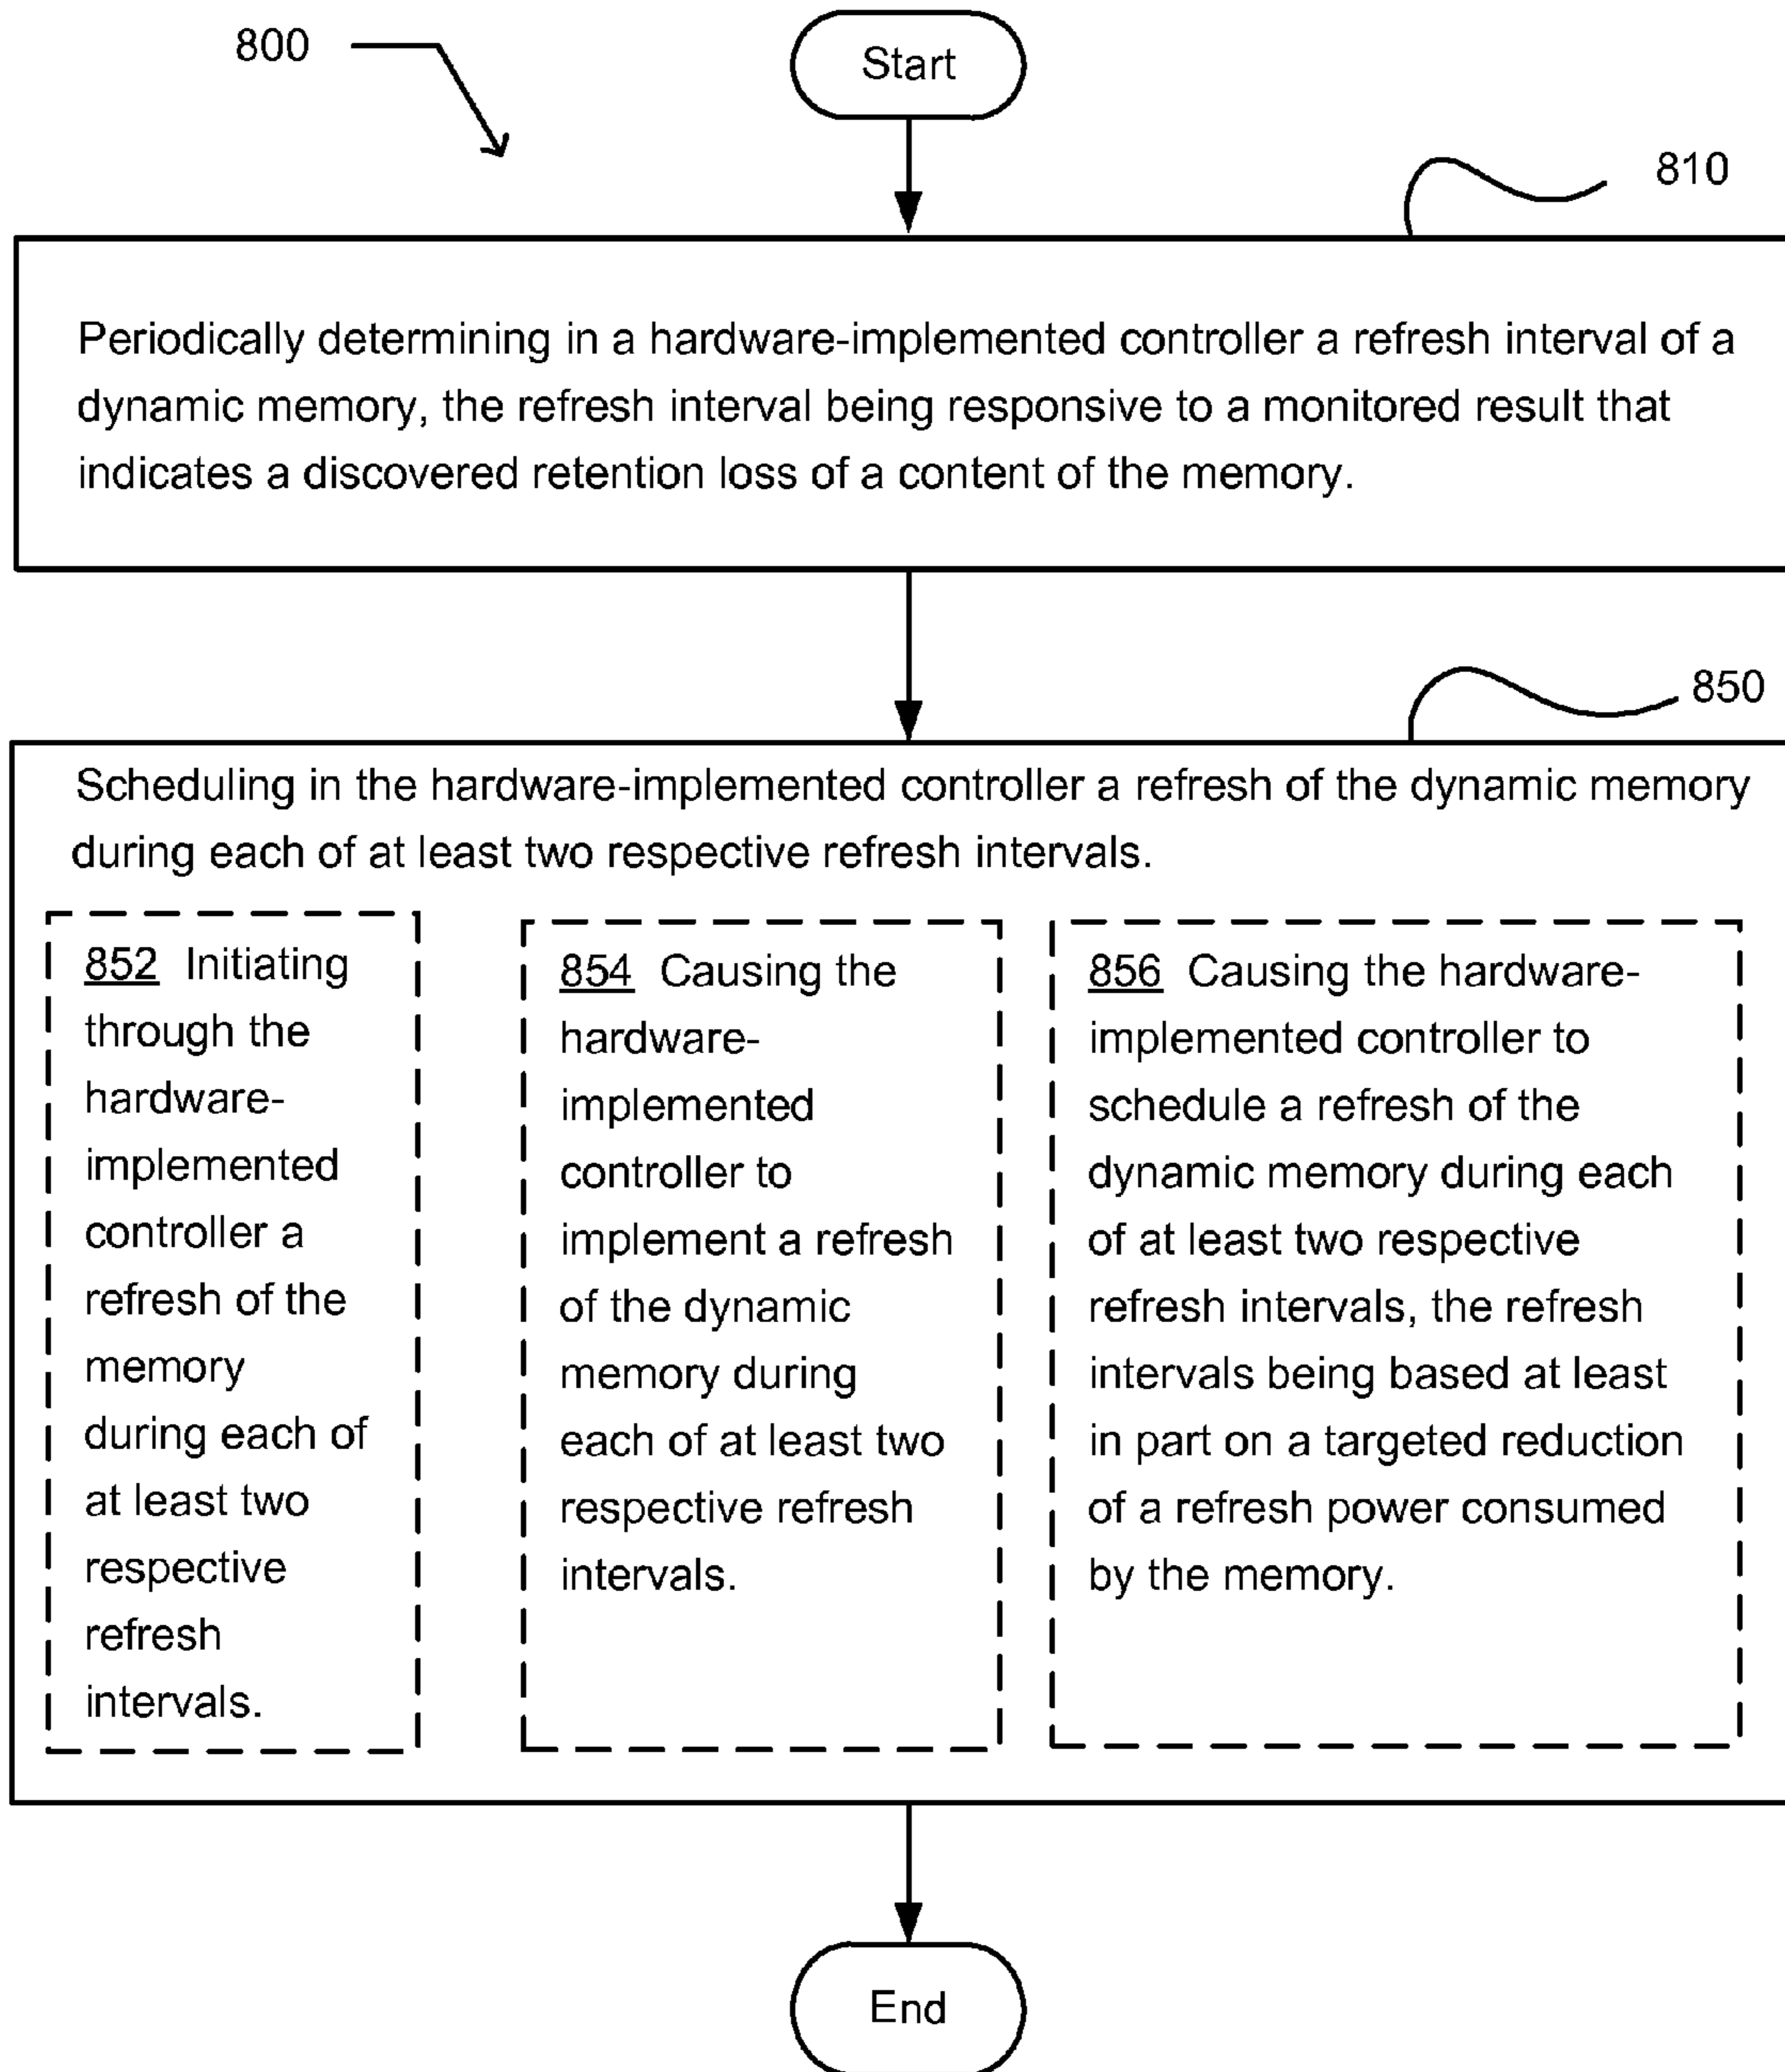 800
Start
810
Periodically determining in a hardware-implemented controller a refresh interval of a
dynamic memory, the refresh interval being responsive to a monitored result that
indicates a discovered retention loss of a content of the memory.
850
Scheduling in the hardware-implemented controller a refresh of the dynamic memory
during each of at least two respective refresh intervals.
852 Initiating
through the
hardware-
implemented
controller a
refresh of the
memory
during each of
at least two
respective
refresh
intervals.
854 Causing the
hardware-
implemented
controller to
implement a refresh
of the dynamic
memory during
each of at least two
respective refresh
intervals.
856 Causing the hardware-
implemented controller to
schedule a refresh of the
dynamic memory during each
of at least two respective
refresh intervals, the refresh
intervals being based at least
in part on a targeted reduction
of a refresh power consumed
by the memory.
End